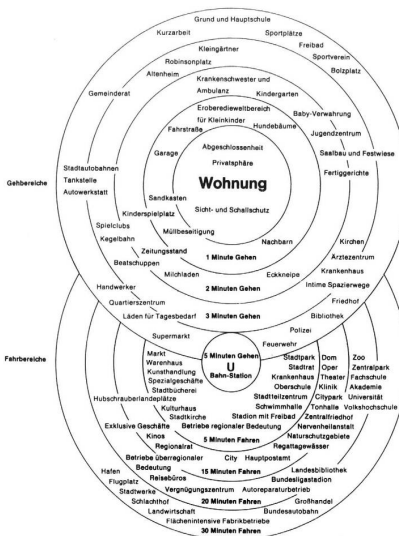 Grund und Hauptschule
Kurzarbeit
Sportplätze
Freibad
Kleingärtner
Sportverein
Robinsonplatz
Bolzplatz
Altenheim
Krankenschwester und
Ambulanz
Kindergarten
Gemeinderat
Eroberedieweltbereich
für Kleinkinder
Baby-Verwahrung
Fahrstraße
Hundebäume
Jugendzentrum
Abgeschlossenheit
Garage
Saalbau und Festwiese
Privatsphäre
Stadtautobahnen
Fertiggerichte
Gehbereiche
Tankstelle
Wohnung
Autowerkstatt
Sandkasten
Sicht- und Schallschutz
Kinderspielplatz
Spielclubs
Müllbeseitigung
Kegelbahn
Nachbarn
Kirchen
Zeitungsstand
1 Minute Gehen
Ärztezentrum
Beatschuppen
Milchladen
Eckkneipe
Krankenhaus
2 Minuten Gehen
Intime Spazierwege
Handwerker
Friedhof
Quartierszentrum
Läden für Tagesbedarf
3 Minuten Gehen
Bibliothek
Polizei
Supermarkt
Feuerwehr
Fahrbereiche
Markt
5 Minuten Gehen
Stadtpark
Dom
Zoo
Warenhaus
U
Stadtrat
Oper
Zentralpark
Kunsthandlung
Bahn-Station
Krankenhaus
Theater
Fachschule
Spezialgeschäfte
Oberschule
Klinik
Akademie
Stadtbücherei
Stadtteilzentrum
Citypark
Universität
Hubschrauberlandeplätze
Schwimmhalle
Tonhalle
Volkshochschule
Kulturhaus
Stadion mit Freibad
Zentralfriedhof
Stadtkirche
Exklusive Geschäfte
Betriebe regionaler Bedeutung
Nervenheilanstalt
Kinos
5 Minuten Fahren
Naturschutzgebiete
Regionalrat
Regattagewässer
Betriebe überregionaler
City
Hauptpostamt
Hafen
Bedeutung
15 Minuten Fahren
Landesbibliothek
Flugplatz
Reisebüros
Bundesligastadion
Stadtwerke
Vergnügungszentrum
Autoreparaturbetrieb
Schlachthof
20 Minuten Fahren
Großhandel
Landwirtschaft
Bundesautobahn
Flächenintensive Fabrikbetriebe
30 Minuten Fahren